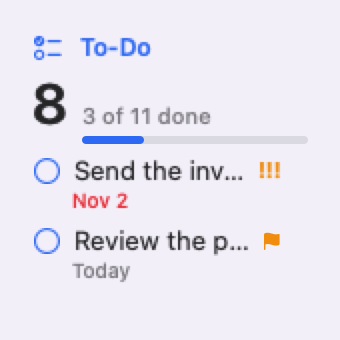 To-Do
8 3 of 11 done
Send the inv... !!!
Nov 2
Review the p...
Today